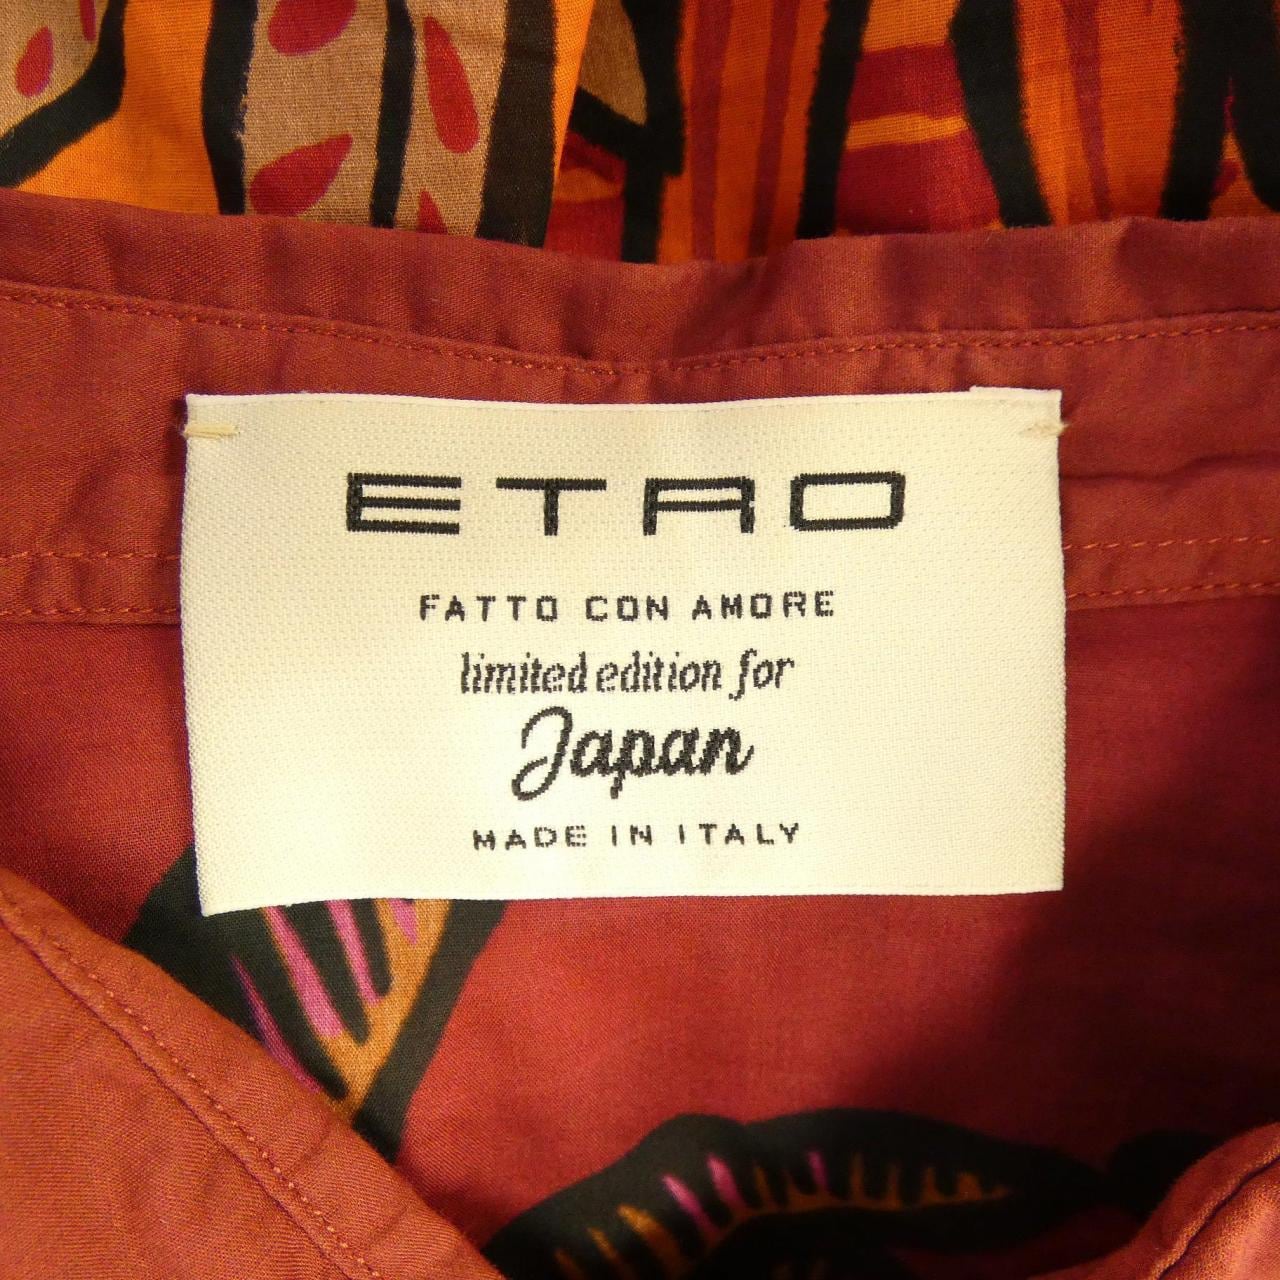 ETRO
FATTO CON AMORE
limited edition for
Japan
MADE IN ITALY